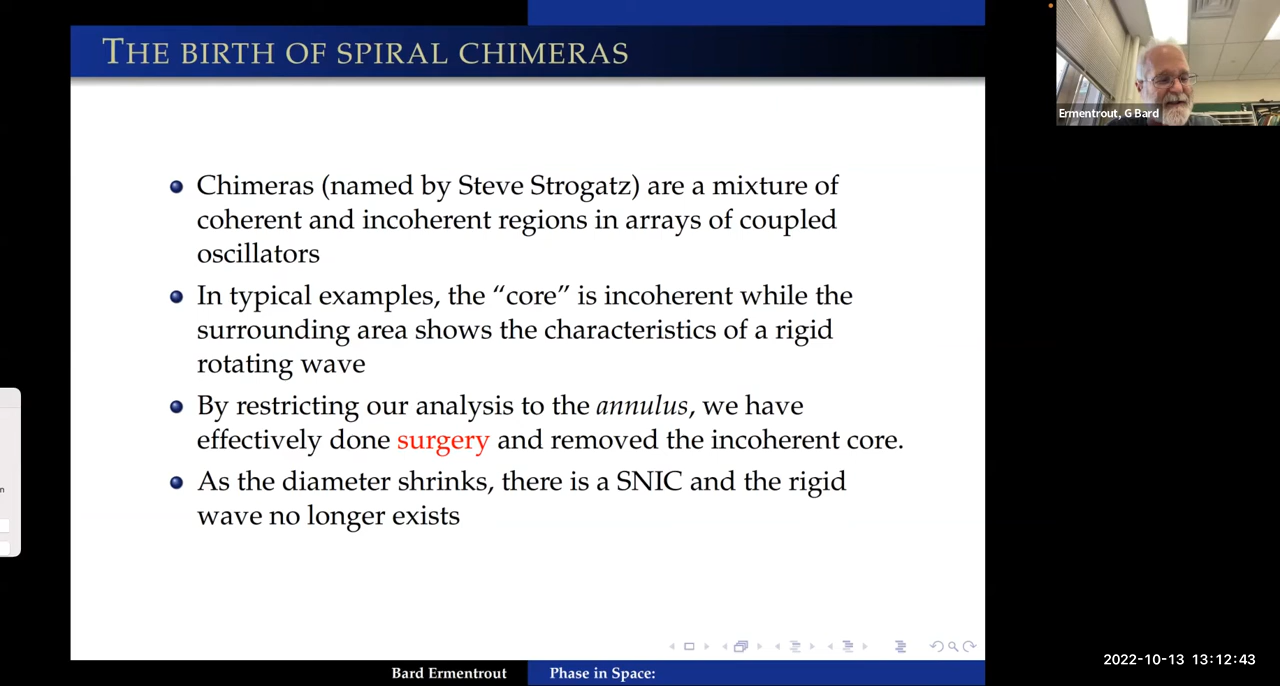 THE BIRTH OF SPIRAL CHIMERAS
Ermentrout, G Bard
Chimeras (named by Steve Strogatz) are a mixture of
coherent and incoherent regions in arrays of coupled
oscillators
In typical examples, the “core” is incoherent while the
surrounding area shows the characteristics of a rigid
rotating wave
By restricting our analysis to the annulus, we have
effectively done surgery and removed the incoherent core.
As the diameter shrinks, there is a SNIC and the rigid
wave no longer exists
n
Bard Ermentrout
Phase in Space:
2022-10-13 13:12:43